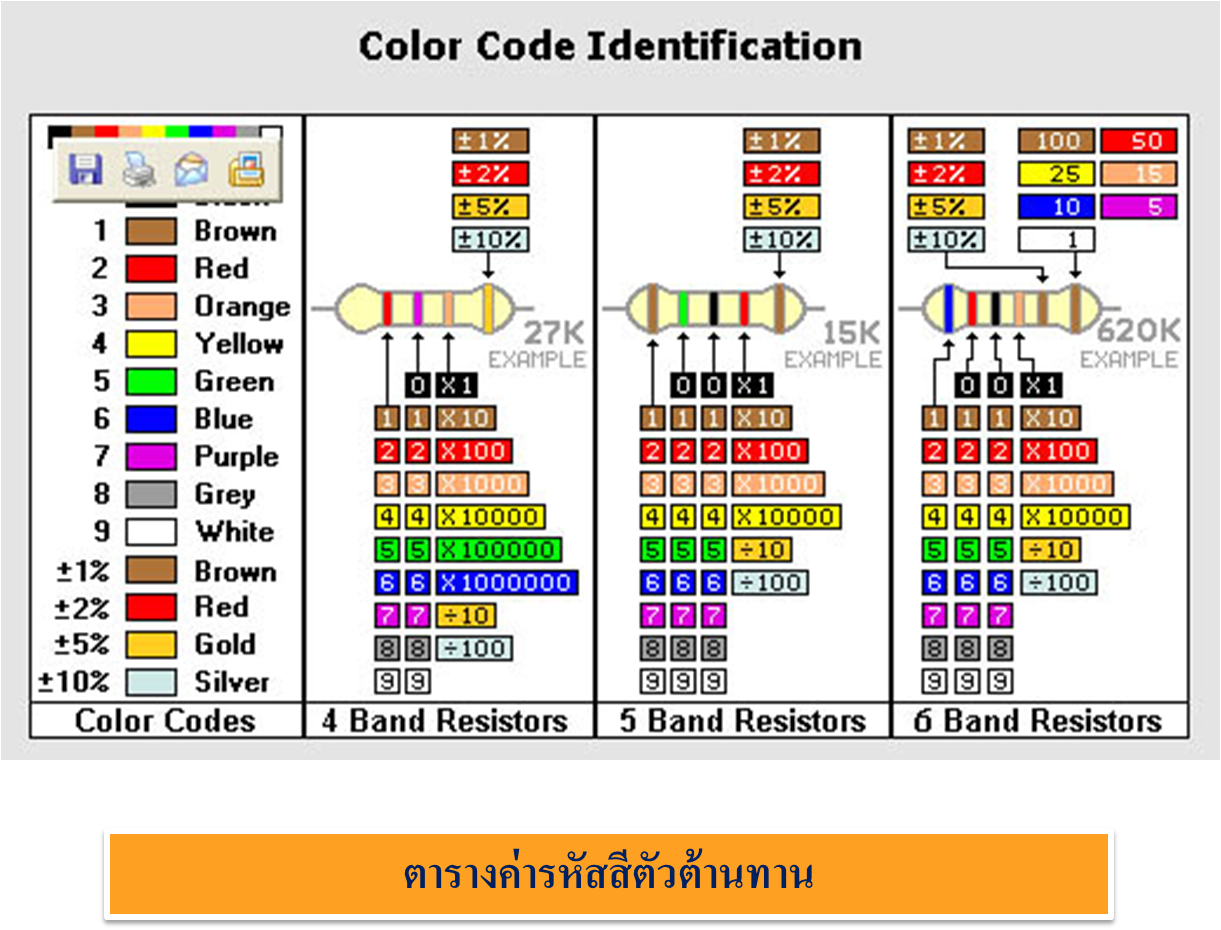 Color Code Identification
1 Brown
2 Red
3 Orange
4 Yellow
5 Green
6 Blue
7 Purple
8 Grey
9 White
±1% Brown
±2% Red
±5% Gold
±10% Silver
Color Codes
±1%
±2%
±5%
±10%
27K
EXAMPLE
0 X1
1 1 X10
2 2 X100
3 3 X1000
4 4 X10000
5 5 X100000
6 6 X1000000
7 7 ÷10
8 8 ÷100
9 9
4 Band Resistors
±1%
±2%
±5%
±10%
15K
EXAMPLE
0 0 X1
1 1 1 X10
2 2 2 X100
3 3 3 X1000
4 4 4 X10000
5 5 5 ÷10
6 6 6 ÷100
7 7 7
8 8 8
9 9 9
5 Band Resistors
±1% 100 50
±2% 25 15
±5% 10 5
±10% 1
620K
EXAMPLE
0 0 X1
1 1 1 X10
2 2 2 X100
3 3 3 X1000
4 4 4 X10000
5 5 5 ÷10
6 6 6 ÷100
7 7 7
8 8 8
9 9 9
6 Band Resistors
ตารางค่ารหัสสีตัวต้านทาน